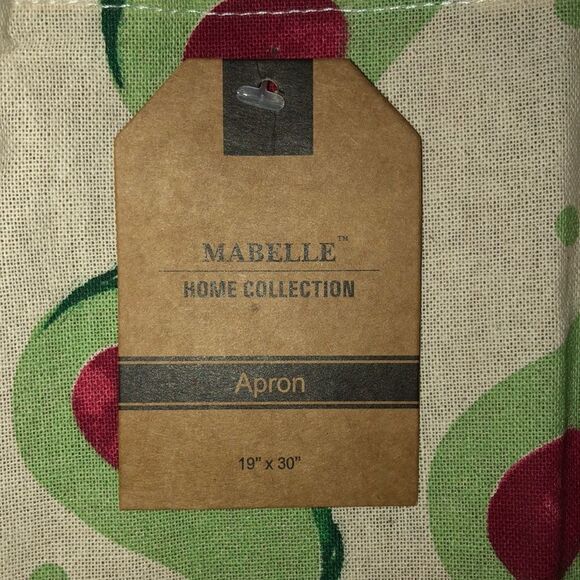 MABELLE™
HOME COLLECTION
Apron
19" x 30"